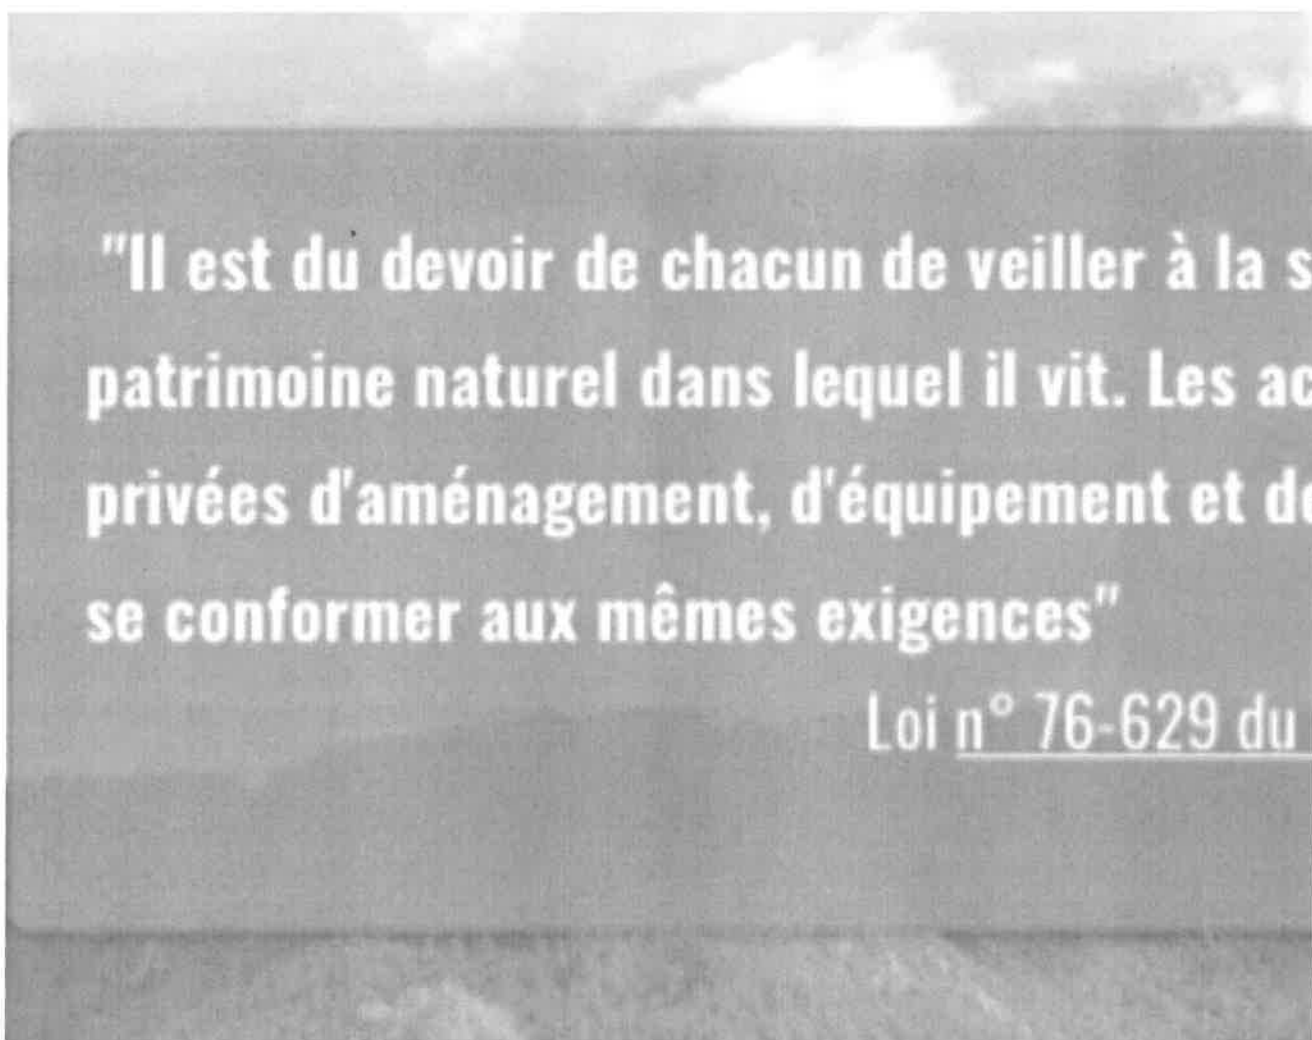 "Il est du devoir de chacun de veiller à la s
patrimoine naturel dans lequel il vit. Les ac
privées d'aménagement, d'équipement et de
se conformer aux mêmes exigences"
Loi n° 76-629 du